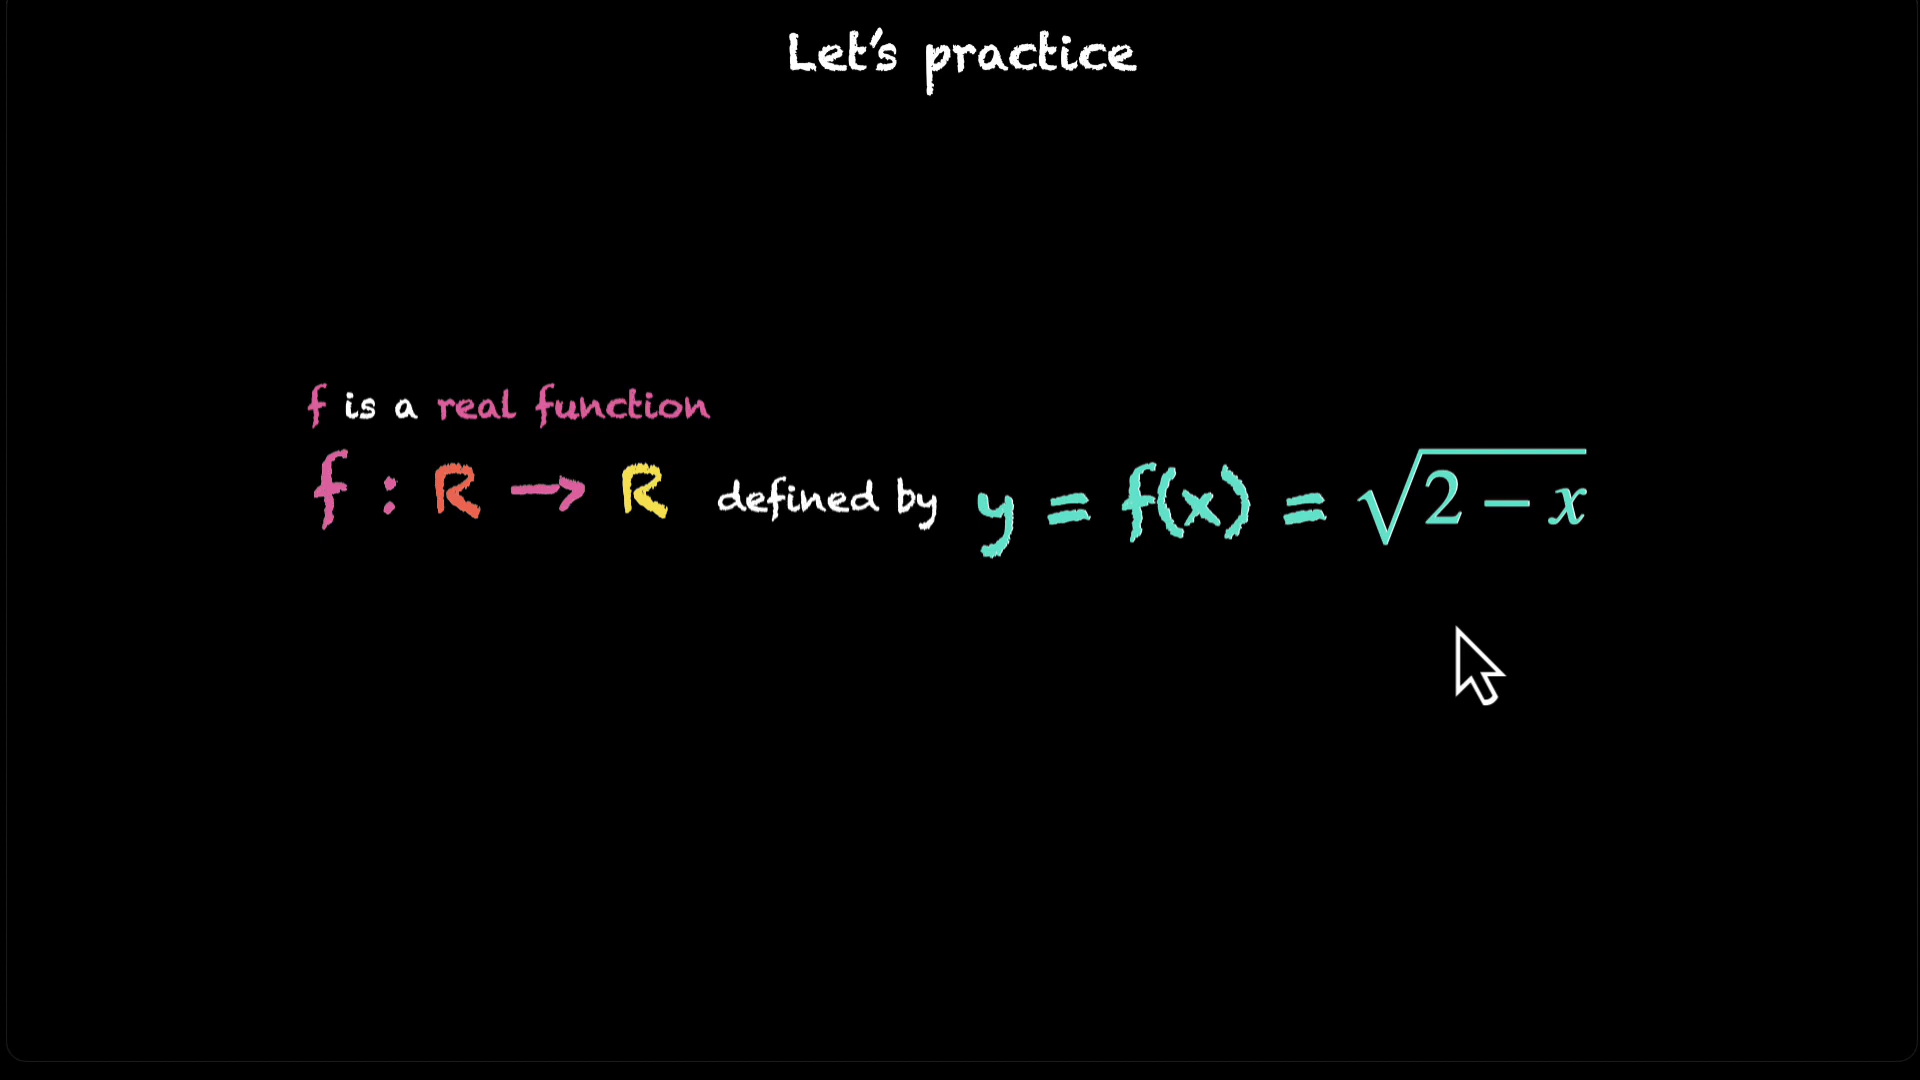 Let's practice
f is a real function
f : R → R defined by y = f(x) = √2 − x